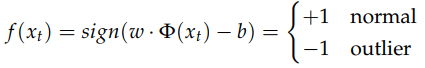 f(x_t) = sign(w · Φ(x_t) − b) = { +1 normal
−1 outlier